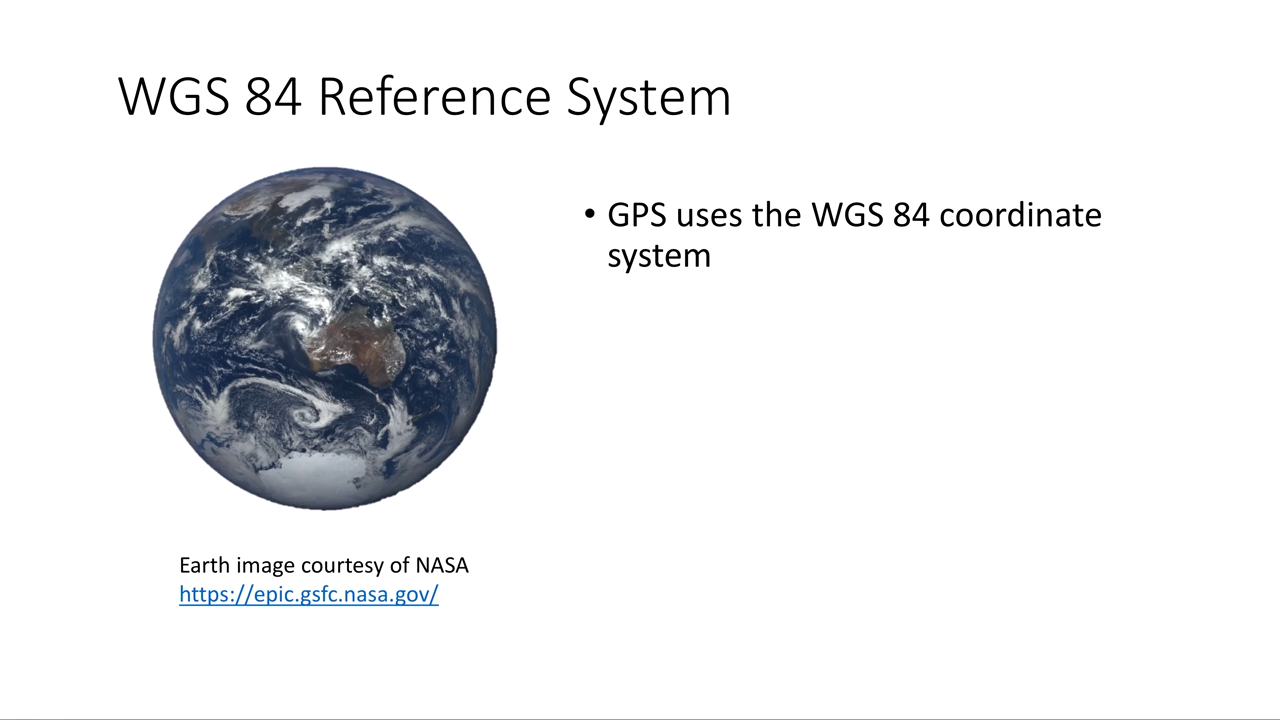 WGS 84 Reference System
• GPS uses the WGS 84 coordinate
system
Earth image courtesy of NASA
https://epic.gsfc.nasa.gov/